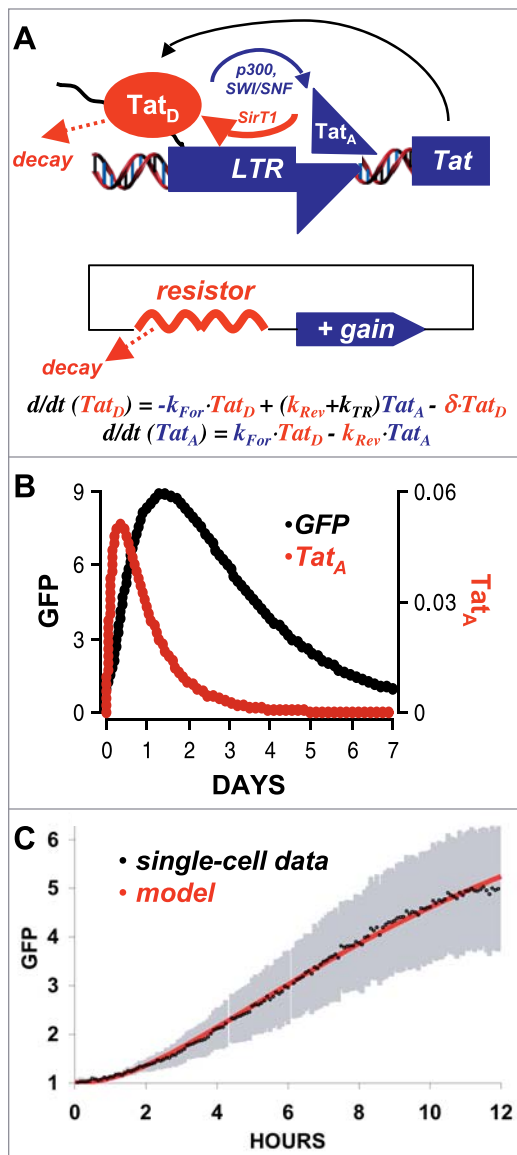 A
p300,
SWI/SNF
Tat_D
SirT1
Tat_A
decay
LTR
Tat
resistor
+ gain
decay
d/dt (Tat_D) = -k_For·Tat_D + (k_Rev+k_TR)Tat_A - δ·Tat_D
d/dt (Tat_A) = k_For·Tat_D - k_Rev·Tat_A
B
9
6
3
0
GFP
•GFP
•Tat_A
0.06
0.03
0
Tat_A
0 1 2 3 4 5 6 7
DAYS
C
6
5
4
3
2
1
GFP
• single-cell data
• model
0 2 4 6 8 10 12
HOURS